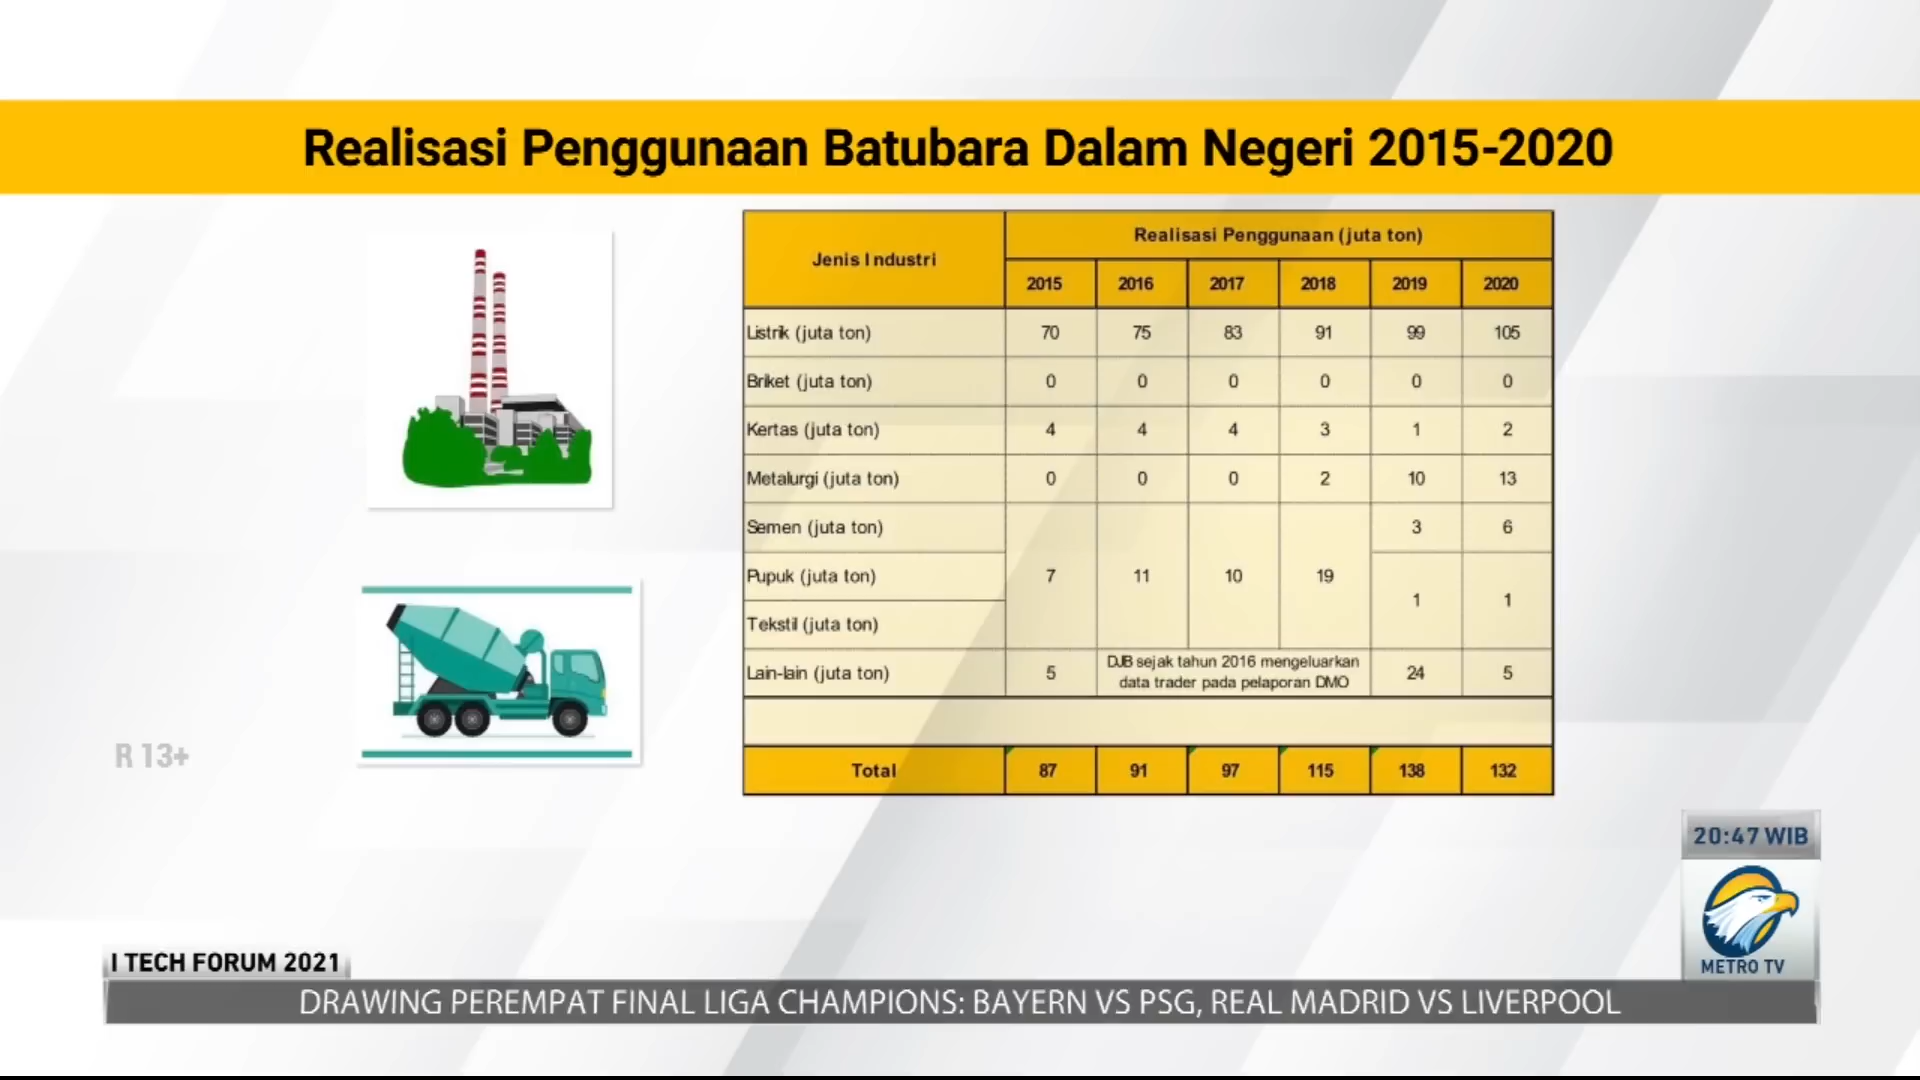 Realisasi Penggunaan Batubara Dalam Negeri 2015-2020
Jenis Industri
Realisasi Penggunaan (juta ton)
2015 2016 2017 2018 2019 2020
Listrik (juta ton) 70 75 83 91 99 105
Briket (juta ton) 0 0 0 0 0 0
Kertas (juta ton) 4 4 4 3 1 2
Metalurgi (juta ton) 0 0 0 2 10 13
Semen (juta ton) 3 6
Pupuk (juta ton) 7 11 10 19
1 1
Tekstil (juta ton)
Lain-lain (juta ton) 5 DJB sejak tahun 2016 mengeluarkan
data trader pada pelaporan DMO 24 5
Total 87 91 97 115 138 132
R 13+
20:47 WIB
METRO TV
I TECH FORUM 2021
DRAWING PEREMPAT FINAL LIGA CHAMPIONS: BAYERN VS PSG, REAL MADRID VS LIVERPOOL